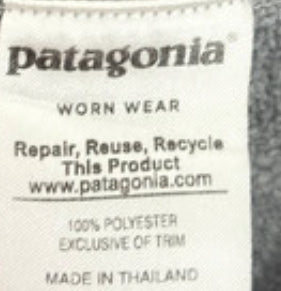 patagonia®
WORN WEAR
Repair, Reuse, Recycle
This Product
www.patagonia.com
100% POLYESTER
EXCLUSIVE OF TRIM
MADE IN THAILAND